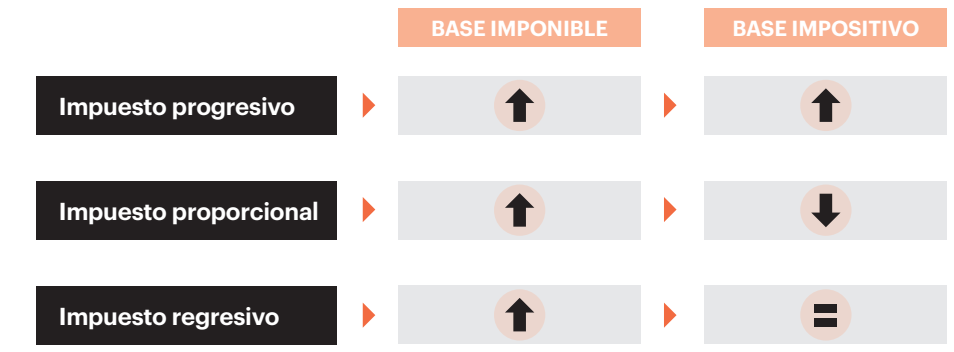 BASE IMPONIBLE
BASE IMPOSITIVO
Impuesto progresivo
Impuesto proporcional
Impuesto regresivo